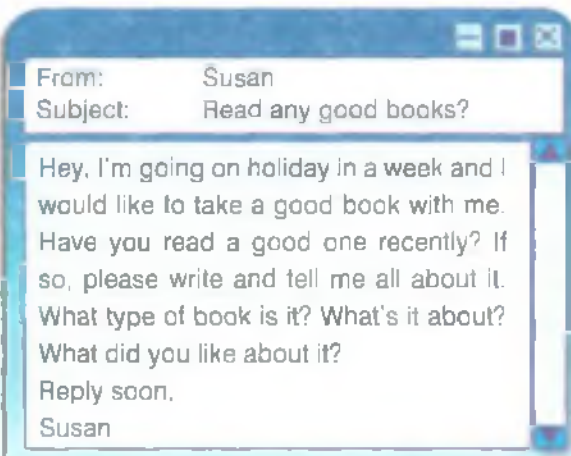 From: Susan
Subject: Read any good books?
Hey, I'm going on holiday in a week and I
would like to take a good book with me.
Have you read a good one recently? If
so, please write and tell me all about it.
What type of book is it? What's it about?
What did you like about it?
Reply soon,
Susan